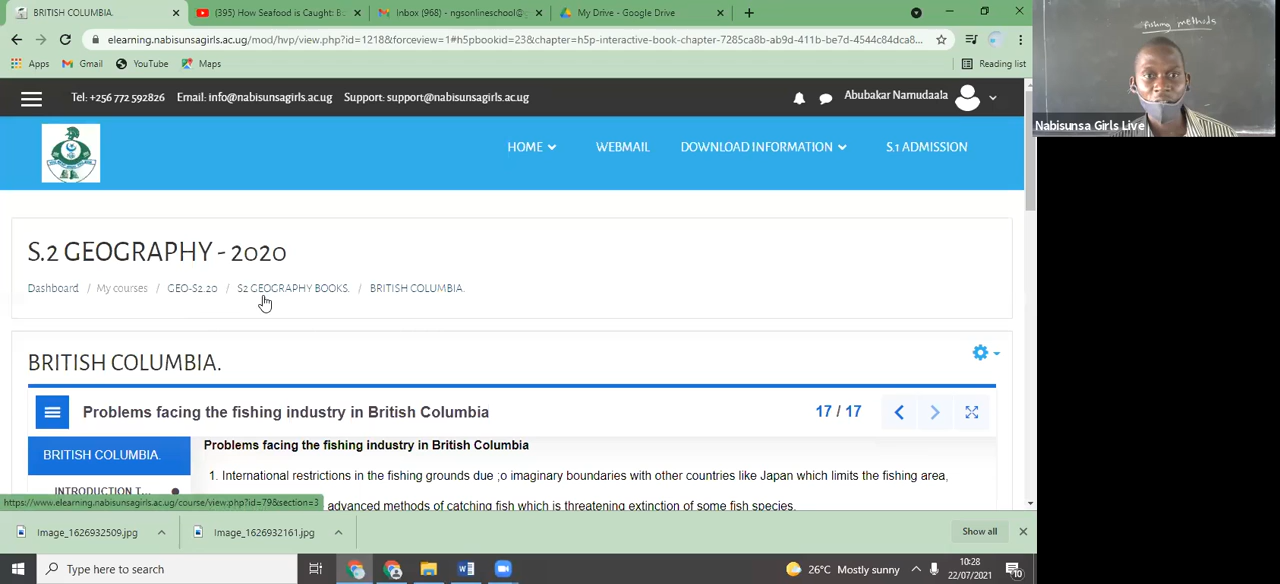 BRITISH COLUMBIA.
(395) How Seafood is Caught: B
Inbox (968) - ngsonlineschool@
My Drive - Google Drive
elearning.nabisunsagirls.ac.ug/mod/hvp/view.php?id=1218&forceview=1#h5pbookid=23&chapter=h5p-interactive-book-chapter-7285ca8b-ab9d-411b-be7d-4544c84dca8...
Apps Gmail YouTube Maps Reading list
fishing methods
Nabisunsa Girls Live
Tel: +256 772 592826 Email: info@nabisunsagirls.ac.ug Support: support@nabisunsagirls.ac.ug Abubakar Namudaala
HOME WEBMAIL DOWNLOAD INFORMATION S.1 ADMISSION
S.2 GEOGRAPHY - 2020
Dashboard / My courses / GEO-S2.20 / S2 GEOGRAPHY BOOKS. / BRITISH COLUMBIA.
BRITISH COLUMBIA.
Problems facing the fishing industry in British Columbia 17 / 17
BRITISH COLUMBIA.
Problems facing the fishing industry in British Columbia
1. International restrictions in the fishing grounds due ;o imaginary boundaries with other countries like Japan which limits the fishing area,
INTRODUCTION T...
advanced methods of catching fish which is threatening extinction of some fish species.
https://www.elearning.nabisunsagirls.ac.ug/course/view.php?id=79&section=3
Image_1626932509.jpg Image_1626932161.jpg Show all
Type here to search 26°C Mostly sunny 10:28
22/07/2021 10